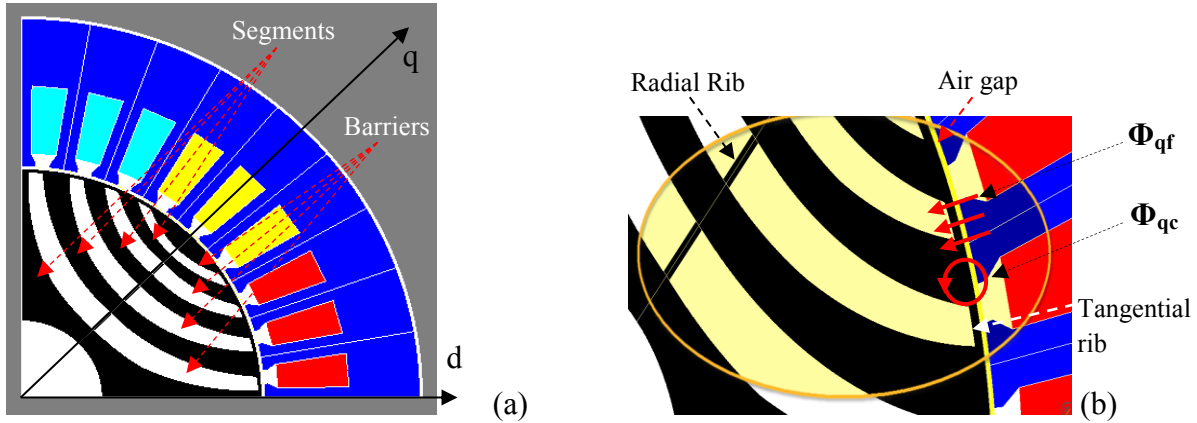 Segments
q
Barriers
d
(a)
Radial Rib
Air gap
Φqf
Φqc
Tangential
rib
(b)